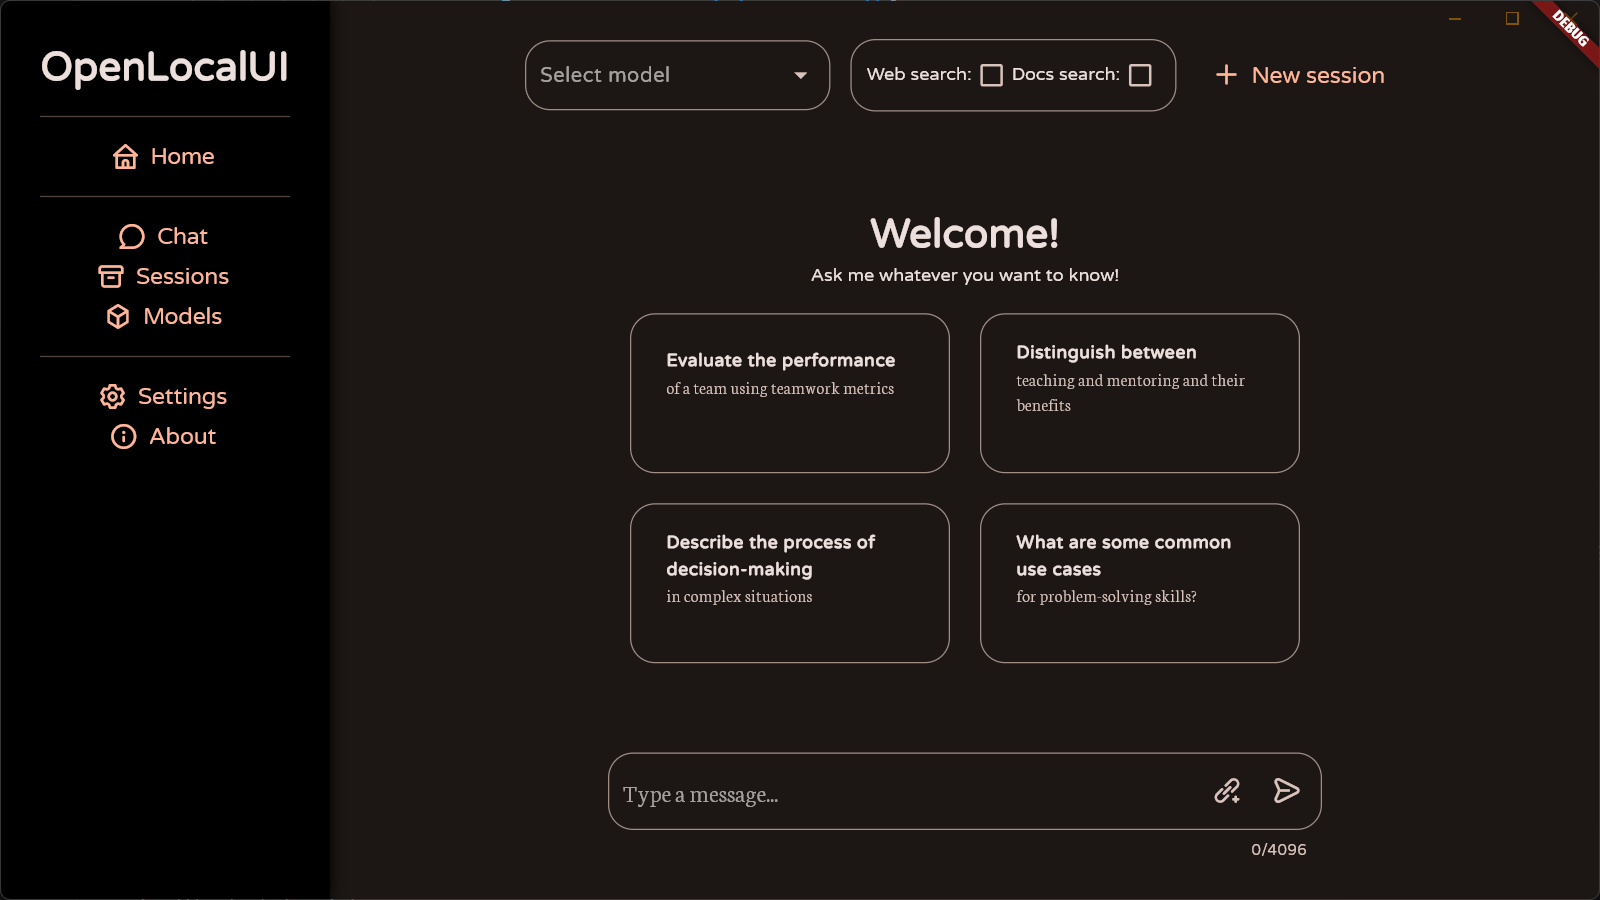 OpenLocalUI
Home
Chat
Sessions
Models
Settings
About
Select model
Web search:
Docs search:
New session
DEBUG
Welcome!
Ask me whatever you want to know!
Evaluate the performance
of a team using teamwork metrics
Distinguish between
teaching and mentoring and their
benefits
Describe the process of
decision-making
in complex situations
What are some common
use cases
for problem-solving skills?
Type a message...
0/4096